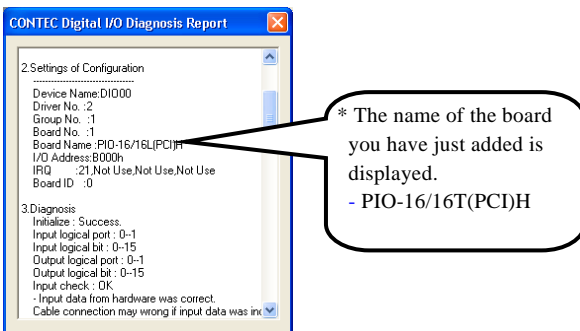 CONTEC Digital I/O Diagnosis Report
2.Settings of Configuration
--------------------------------
Device Name:DIO00
Driver No. :2
Group No. :1
Board No. :1
Board Name :PIO-16/16L(PCI)H
I/O Address:B000h
IRQ :21,Not Use,Not Use,Not Use
Board ID :0
3.Diagnosis
Initialize : Success.
Input logical port : 0--1
Input logical bit : 0--15
Output logical port : 0--1
Output logical bit : 0--15
Input check : OK
- Input data from hardware was correct.
Cable connection may wrong if input data was
* The name of the board
you have just added is
displayed.
- PIO-16/16T(PCI)H